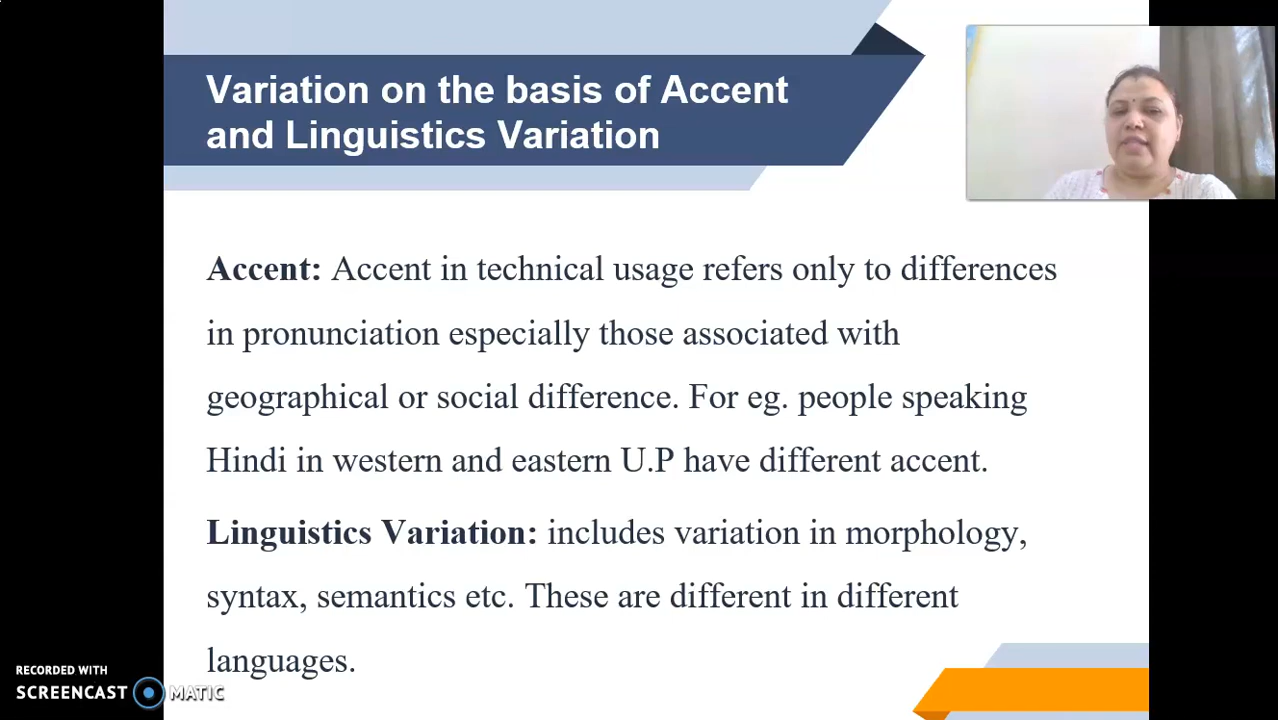 Variation on the basis of Accent
and Linguistics Variation
Accent: Accent in technical usage refers only to differences
in pronunciation especially those associated with
geographical or social difference. For eg. people speaking
Hindi in western and eastern U.P have different accent.
Linguistics Variation: includes variation in morphology,
syntax, semantics etc. These are different in different
languages.
RECORDED WITH
SCREENCAST MATIC